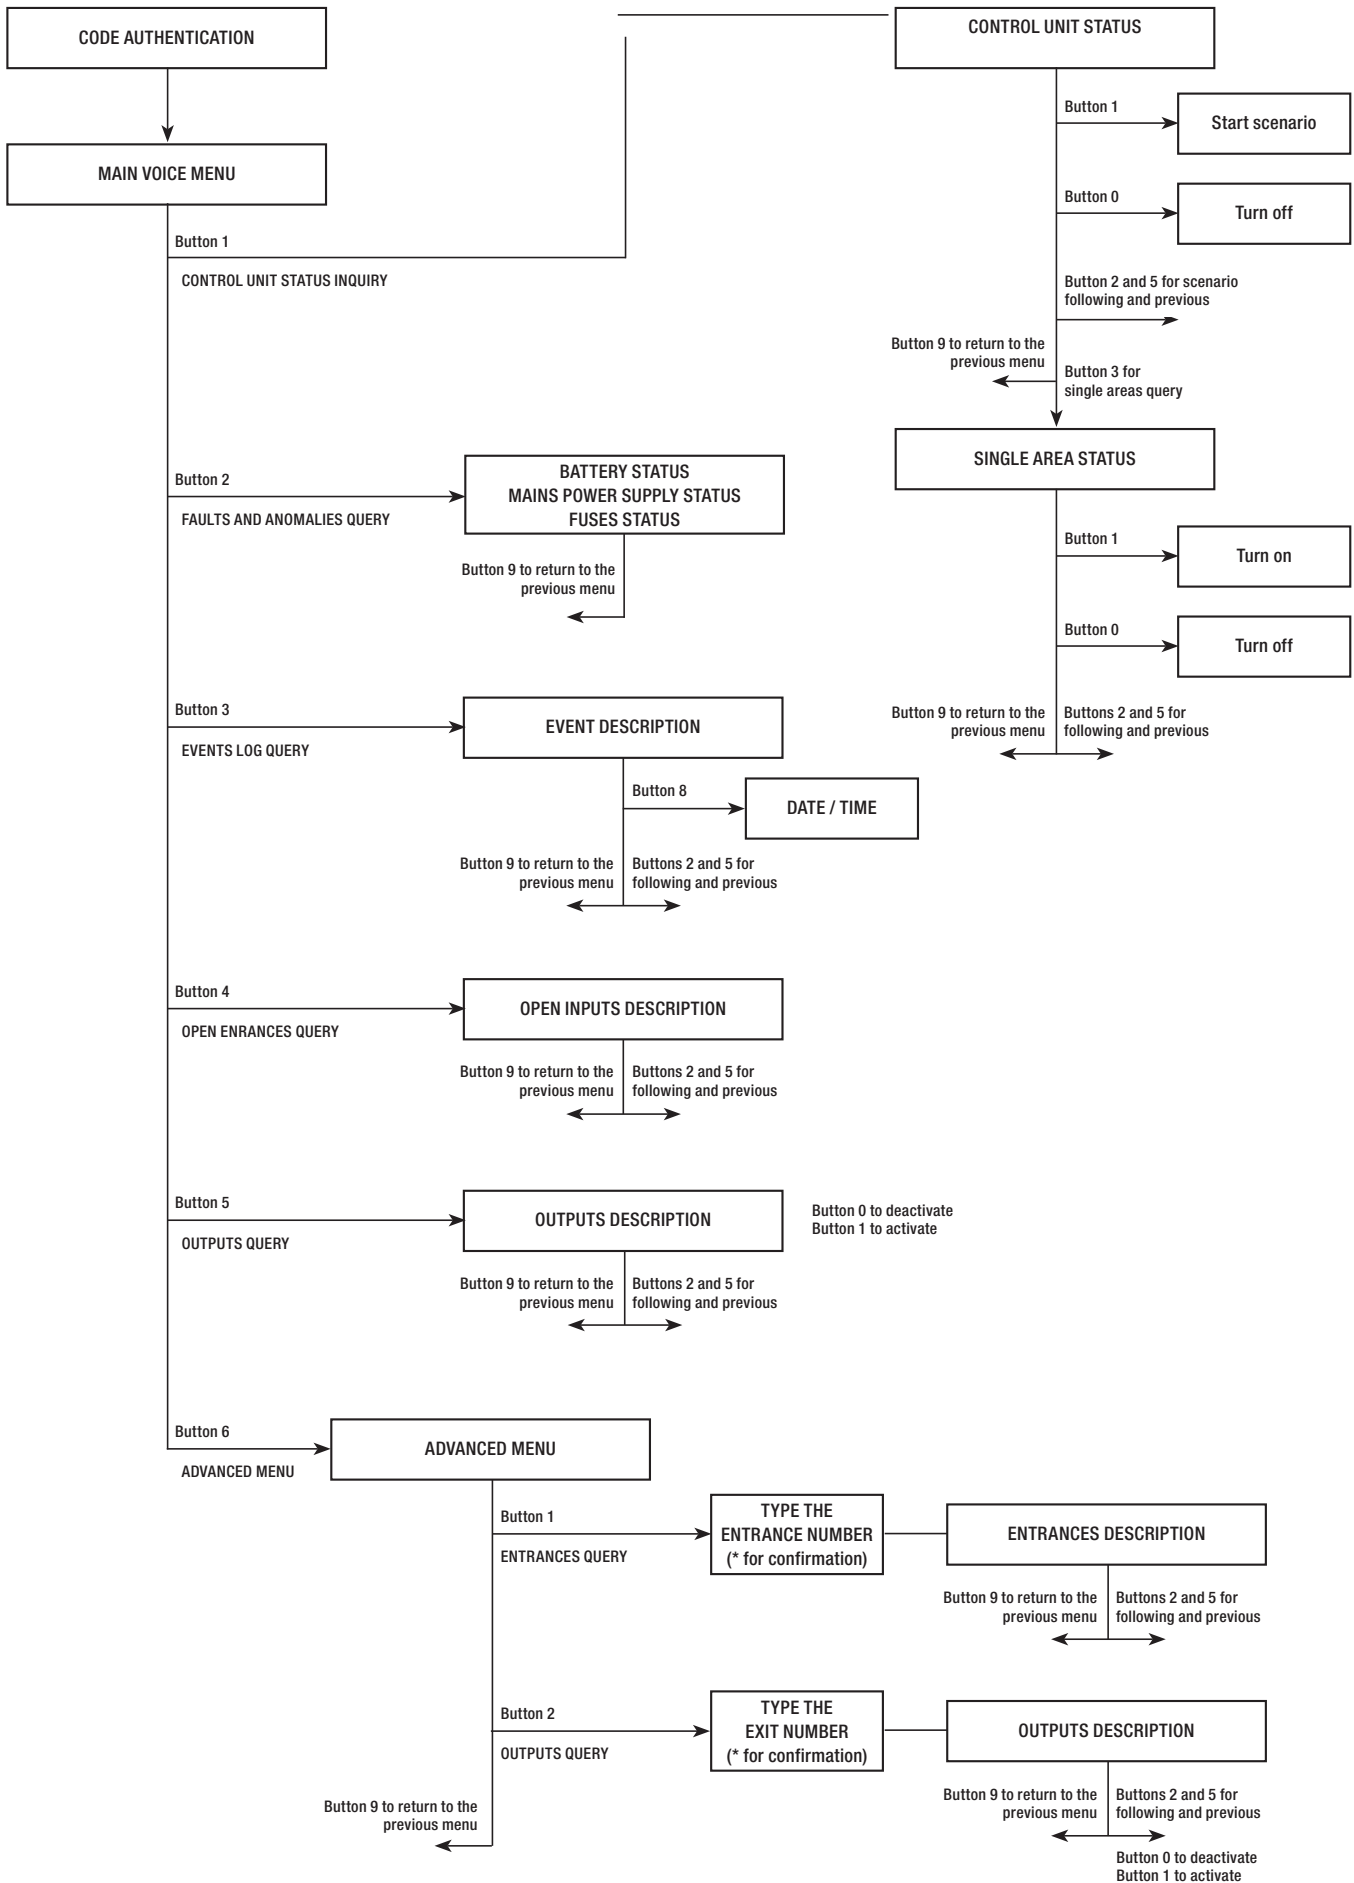 CODE AUTHENTICATION
MAIN VOICE MENU
Button 1
CONTROL UNIT STATUS INQUIRY
CONTROL UNIT STATUS
Button 1
Start scenario
Button 0
Turn off
Button 2 and 5 for scenario
following and previous
Button 9 to return to the
previous menu
Button 3 for
single areas query
SINGLE AREA STATUS
Button 1
Turn on
Button 0
Turn off
Button 9 to return to the
previous menu
Buttons 2 and 5 for
following and previous
Button 2
FAULTS AND ANOMALIES QUERY
BATTERY STATUS
MAINS POWER SUPPLY STATUS
FUSES STATUS
Button 9 to return to the
previous menu
Button 3
EVENTS LOG QUERY
EVENT DESCRIPTION
Button 8
DATE / TIME
Button 9 to return to the
previous menu
Buttons 2 and 5 for
following and previous
Button 4
OPEN ENRANCES QUERY
OPEN INPUTS DESCRIPTION
Button 9 to return to the
previous menu
Buttons 2 and 5 for
following and previous
Button 5
OUTPUTS QUERY
OUTPUTS DESCRIPTION
Button 0 to deactivate
Button 1 to activate
Button 9 to return to the
previous menu
Buttons 2 and 5 for
following and previous
Button 6
ADVANCED MENU
ADVANCED MENU
Button 1
ENTRANCES QUERY
TYPE THE
ENTRANCE NUMBER
(* for confirmation)
ENTRANCES DESCRIPTION
Button 9 to return to the
previous menu
Buttons 2 and 5 for
following and previous
Button 2
OUTPUTS QUERY
TYPE THE
EXIT NUMBER
(* for confirmation)
OUTPUTS DESCRIPTION
Button 9 to return to the
previous menu
Buttons 2 and 5 for
following and previous
Button 0 to deactivate
Button 1 to activate
Button 9 to return to the
previous menu